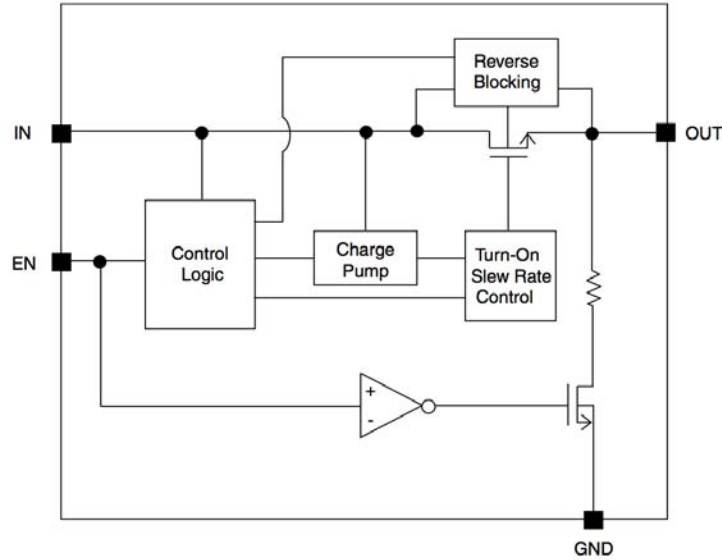 Reverse
Blocking
IN
OUT
EN
Control
Logic
Charge
Pump
Turn-On
Slew Rate
Control
+
-
GND